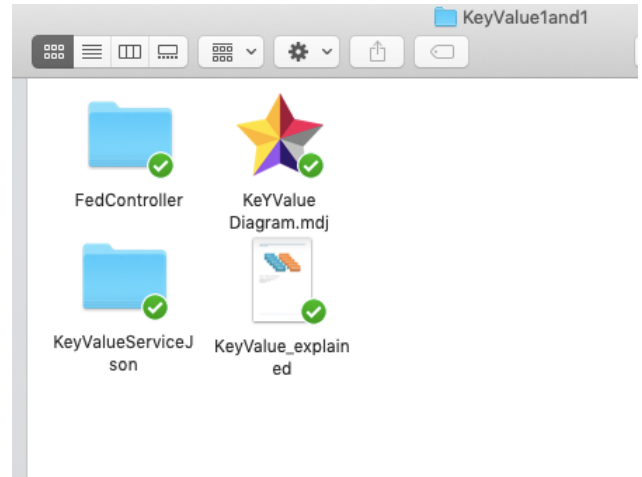 KeyValue1and1
FedController
KeYValue
Diagram.mdj
KeyValueServiceJ
son
KeyValue_explain
ed